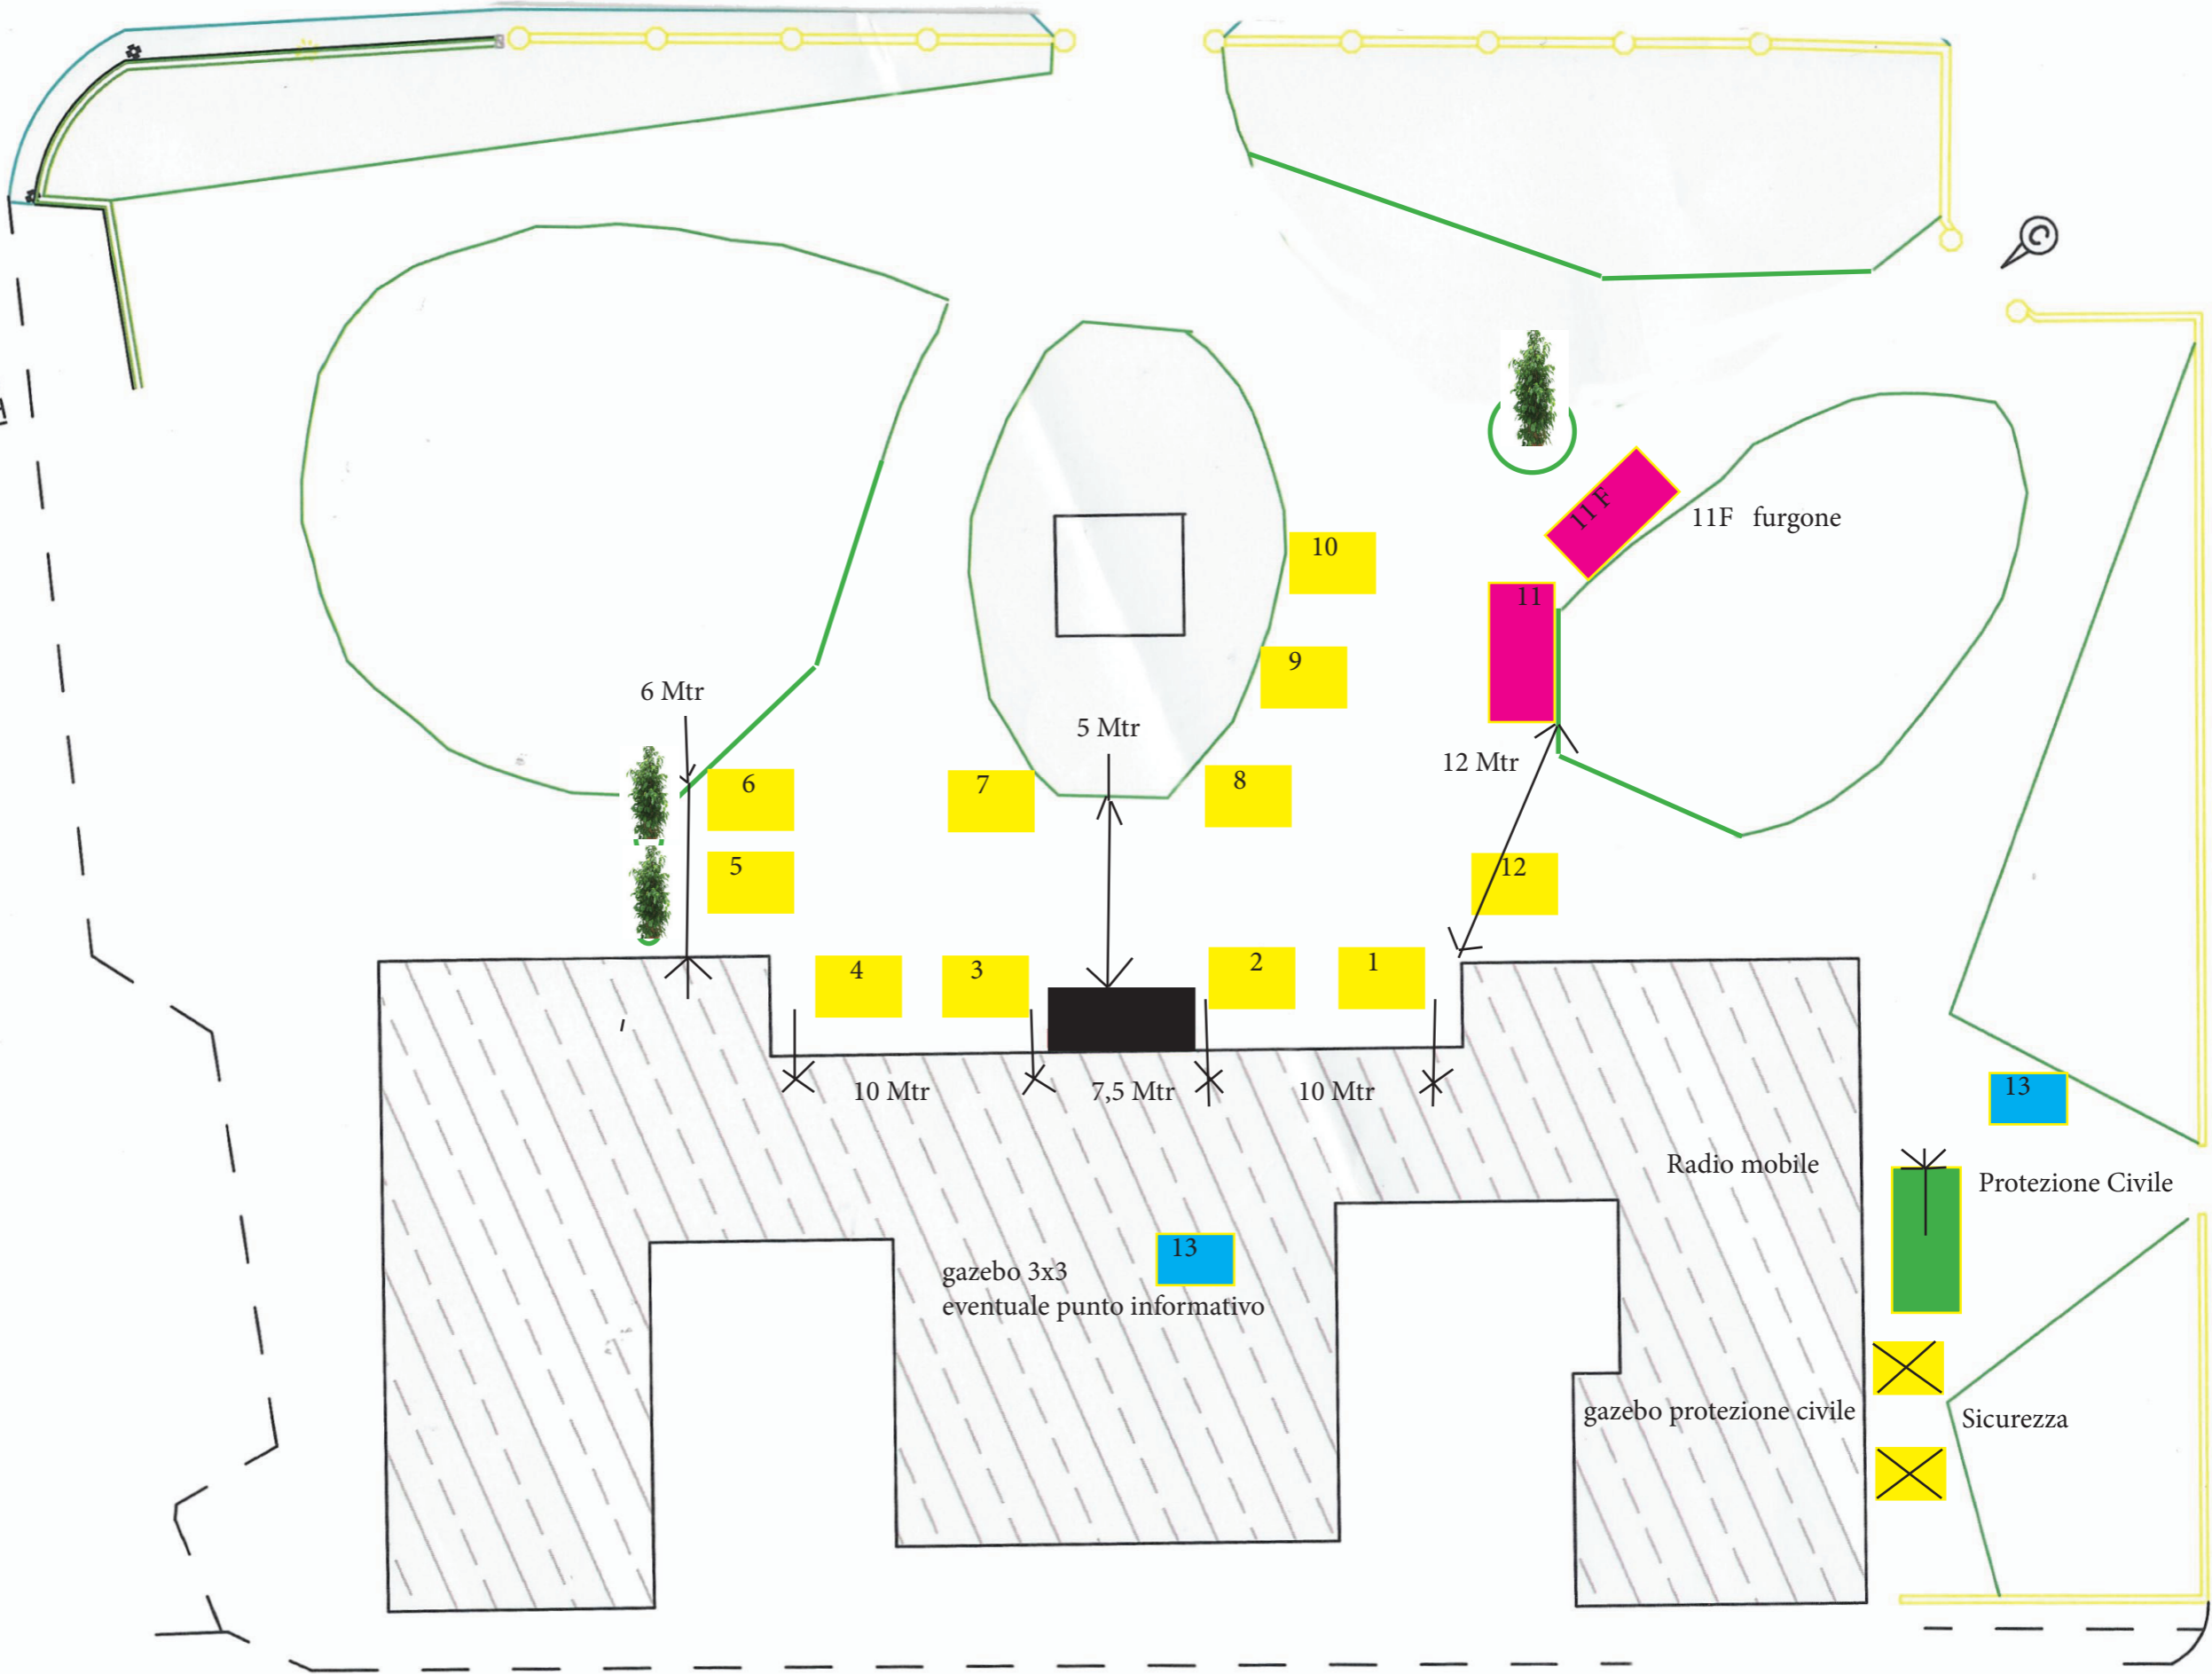 10
11 F
11F furgone
11
9
6 Mtr
5 Mtr
12 Mtr
6
7
8
5
12
4
3
2
1
10 Mtr
7,5 Mtr
10 Mtr
13
Radio mobile
Protezione Civile
13
gazebo 3x3
eventuale punto informativo
gazebo protezione civile
Sicurezza